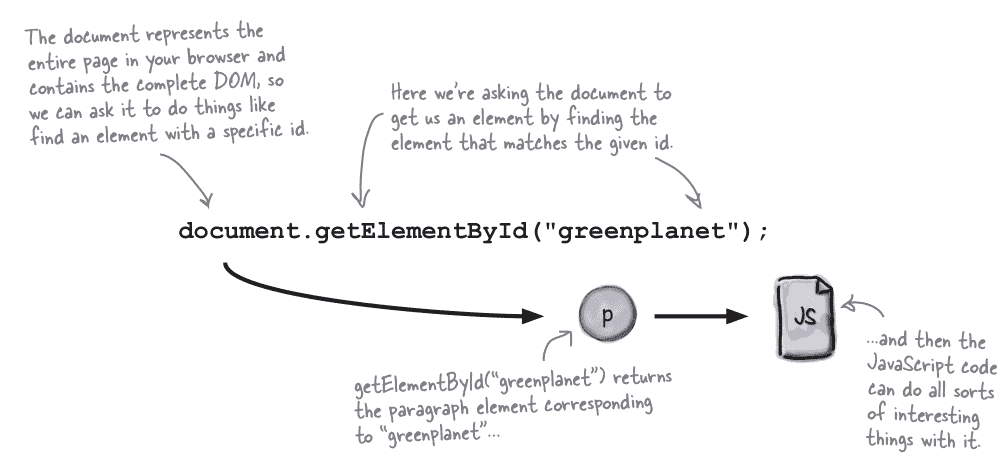 The document represents the
entire page in your browser and
contains the complete DOM, so
we can ask it to do things like
find an element with a specific id.
Here we're asking the document to
get us an element by finding the
element that matches the given id.
document.getElementById("greenplanet");
p
JS
getElementById("greenplanet") returns
the paragraph element corresponding
to "greenplanet"...
...and then the
JavaScript code
can do all sorts
of interesting
things with it.